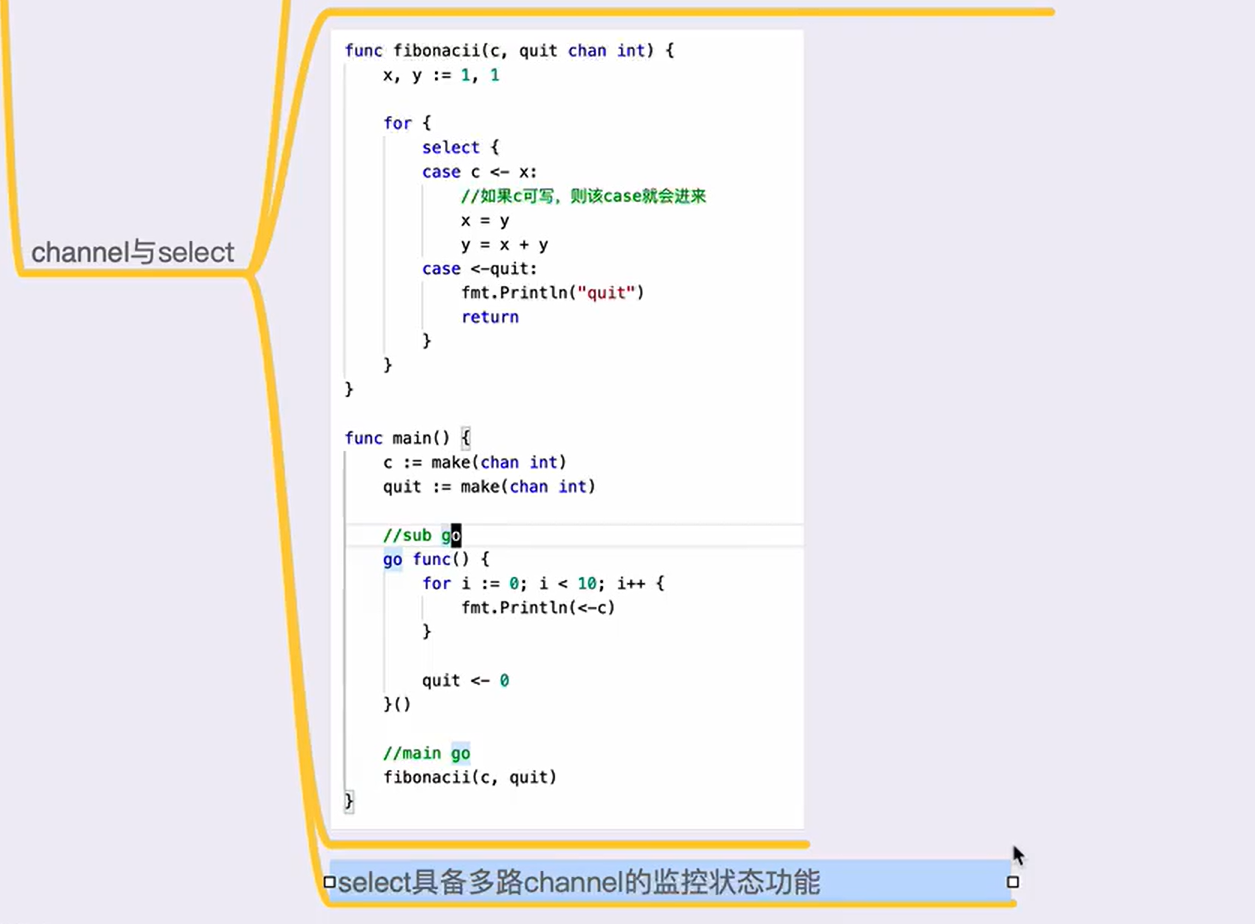 func fibonacii(c, quit chan int) {
    x, y := 1, 1

    for {
        select {
        case c <- x:
            //如果c可写，则该case就会进来
            x = y
            y = x + y
        case <-quit:
            fmt.Println("quit")
            return
        }
    }
}
channel与select

func main() {
    c := make(chan int)
    quit := make(chan int)

    //sub go
    go func() {
        for i := 0; i < 10; i++ {
            fmt.Println(<-c)
        }

        quit <- 0
    }()

    //main go
    fibonacii(c, quit)
}
select具备多路channel的监控状态功能